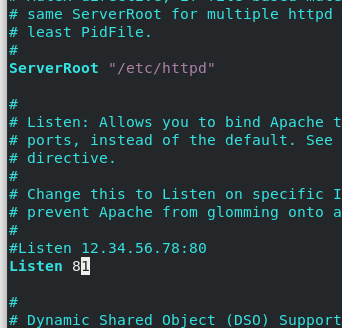 # same ServerRoot for multiple httpd
# least PidFile.
#
ServerRoot "/etc/httpd"
#
# Listen: Allows you to bind Apache t
# ports, instead of the default. See
# directive.
#
# Change this to Listen on specific I
# prevent Apache from glomming onto a
#
#Listen 12.34.56.78:80
Listen 81
#
# Dynamic Shared Object (DSO) Support